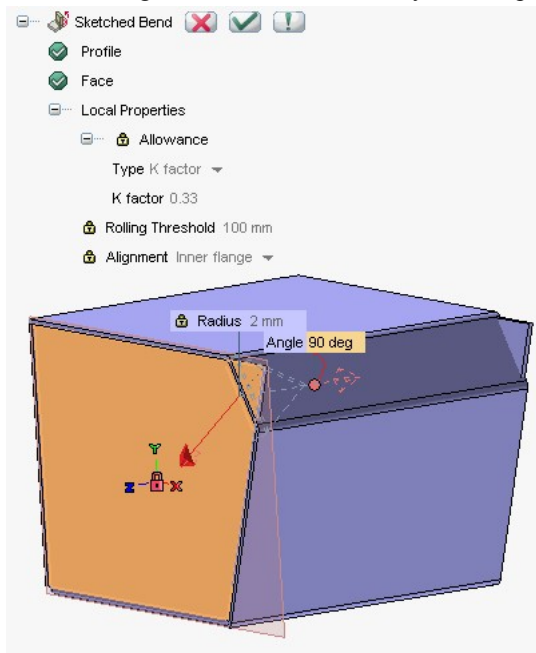 Sketched Bend
Profile
Face
Local Properties
Allowance
Type K factor
K factor 0.33
Rolling Threshold 100 mm
Alignment Inner flange
Radius 2 mm
Angle 90 deg
Y
Z X